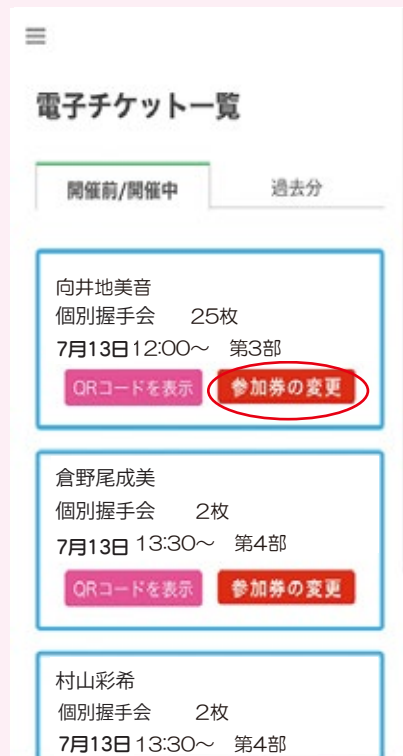 電子チケット一覧
開催前/開催中 過去分
向井地美音
個別握手会 25枚
7月13日12:00〜 第3部
QRコードを表示 参加券の変更
倉野尾成美
個別握手会 2枚
7月13日 13:30〜 第4部
QRコードを表示 参加券の変更
村山彩希
個別握手会 2枚
7月13日13:30〜 第4部